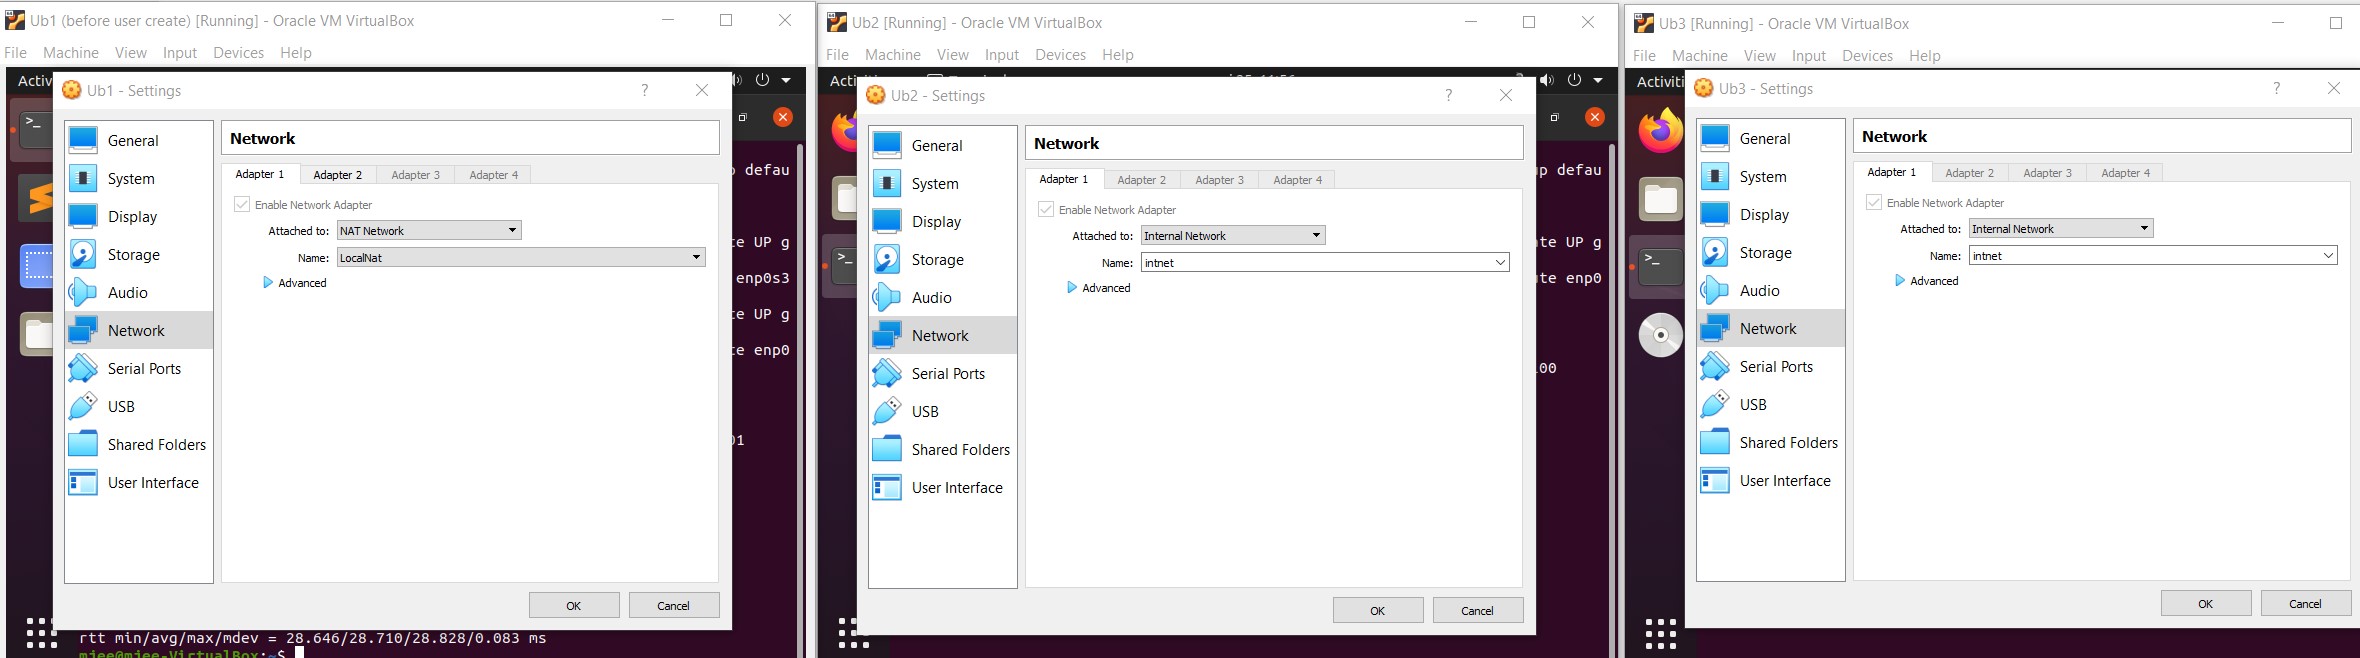 Ub1 (before user create) [Running] - Oracle VM VirtualBox
File Machine View Input Devices Help
Activ
Ub1 - Settings
General
System
Display
Storage
Audio
Network
Serial Ports
USB
Shared Folders
User Interface
Network
Adapter 1 Adapter 2 Adapter 3 Adapter 4
Enable Network Adapter
Attached to: NAT Network
Name: LocalNat
Advanced
OK Cancel
defau
te UP g
enp0s3
te UP g
te enp0
01
rtt min/avg/max/mdev = 28.646/28.710/28.828/0.083 ms
mjee@mjee-VirtualBox:~$
Ub2 [Running] - Oracle VM VirtualBox
File Machine View Input Devices Help
Activ
Ub2 - Settings
General
System
Display
Storage
Audio
Network
Serial Ports
USB
Shared Folders
User Interface
Network
Adapter 1 Adapter 2 Adapter 3 Adapter 4
Enable Network Adapter
Attached to: Internal Network
Name: intnet
Advanced
OK Cancel
up defau
te UP g
ute enp0
00
Ub3 [Running] - Oracle VM VirtualBox
File Machine View Input Devices Help
Activiti
Ub3 - Settings
General
System
Display
Storage
Audio
Network
Serial Ports
USB
Shared Folders
User Interface
Network
Adapter 1 Adapter 2 Adapter 3 Adapter 4
Enable Network Adapter
Attached to: Internal Network
Name: intnet
Advanced
OK Cancel